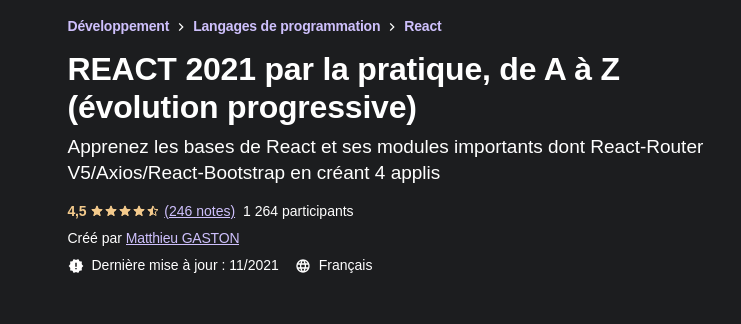 Développement > Langages de programmation > React
REACT 2021 par la pratique, de A à Z
(évolution progressive)
Apprenez les bases de React et ses modules importants dont React-Router
V5/Axios/React-Bootstrap en créant 4 applis
4,5 (246 notes) 1 264 participants
Créé par Matthieu GASTON
Dernière mise à jour : 11/2021 Français